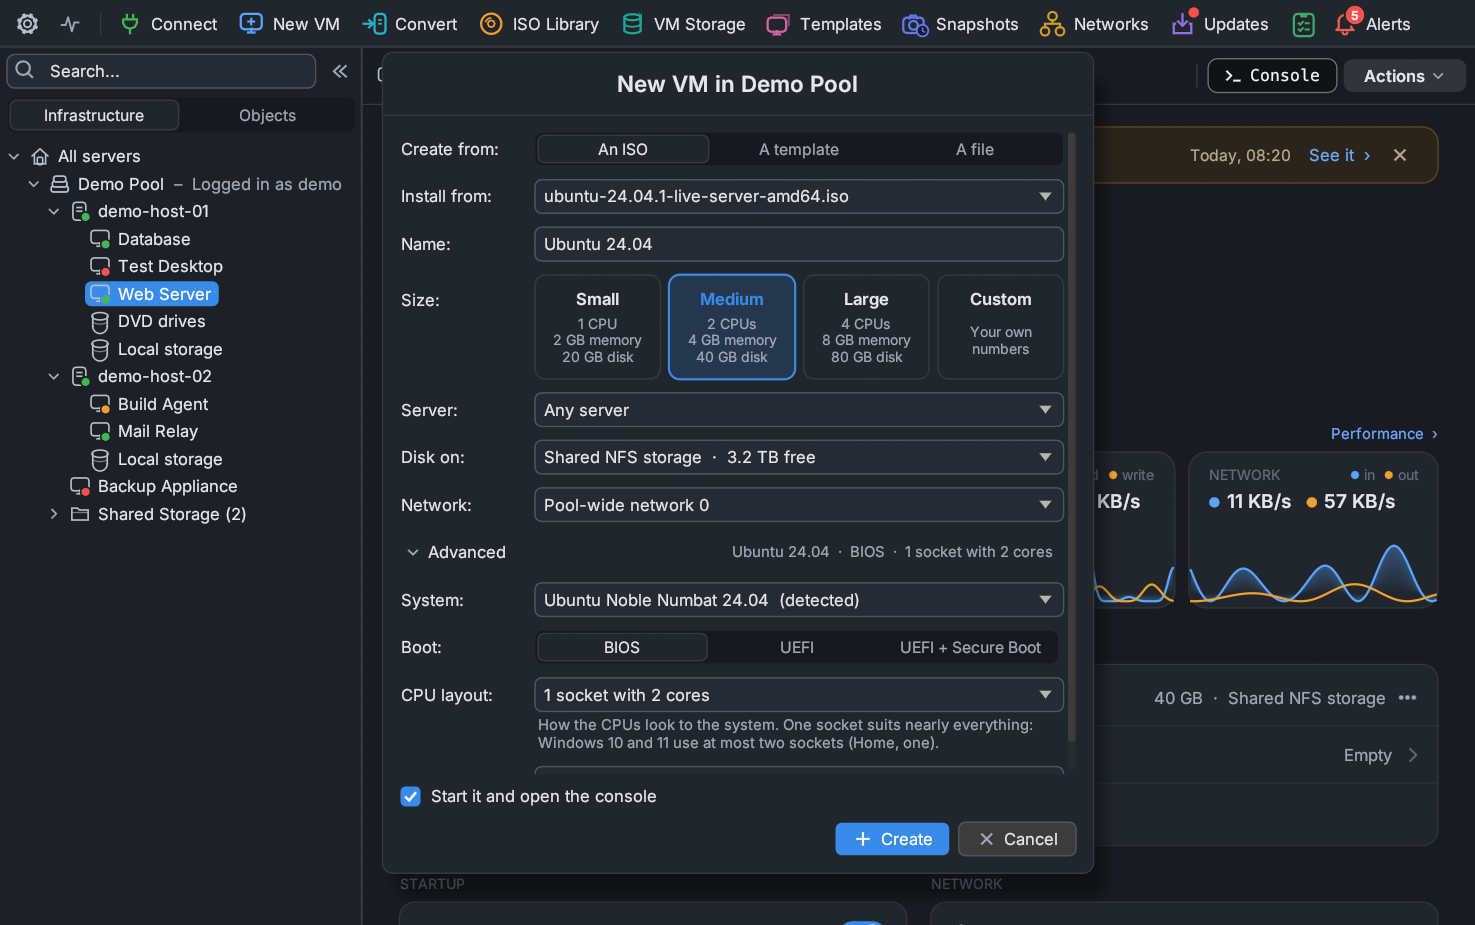 Connect
New VM
Convert
ISO Library
VM Storage
Templates
Snapshots
Networks
Updates
5
Alerts
Search...
Infrastructure
Objects
All servers
Demo Pool – Logged in as demo
demo-host-01
Database
Test Desktop
Web Server
DVD drives
Local storage
demo-host-02
Build Agent
Mail Relay
Local storage
Backup Appliance
Shared Storage (2)
>_ Console
Actions
Today, 08:20
See it ›
New VM in Demo Pool
Create from:
An ISO
A template
A file
Install from:
ubuntu-24.04.1-live-server-amd64.iso
Name:
Ubuntu 24.04
Size:
Small
1 CPU
2 GB memory
20 GB disk
Medium
2 CPUs
4 GB memory
40 GB disk
Large
4 CPUs
8 GB memory
80 GB disk
Custom
Your own
numbers
Server:
Any server
Disk on:
Shared NFS storage · 3.2 TB free
Network:
Pool-wide network 0
Advanced
Ubuntu 24.04 · BIOS · 1 socket with 2 cores
System:
Ubuntu Noble Numbat 24.04 (detected)
Boot:
BIOS
UEFI
UEFI + Secure Boot
CPU layout:
1 socket with 2 cores
How the CPUs look to the system. One socket suits nearly everything:
Windows 10 and 11 use at most two sockets (Home, one).
Start it and open the console
Create
Cancel
Performance ›
write
KB/s
NETWORK
in
out
11 KB/s
57 KB/s
40 GB · Shared NFS storage
Empty
STARTUP
NETWORK